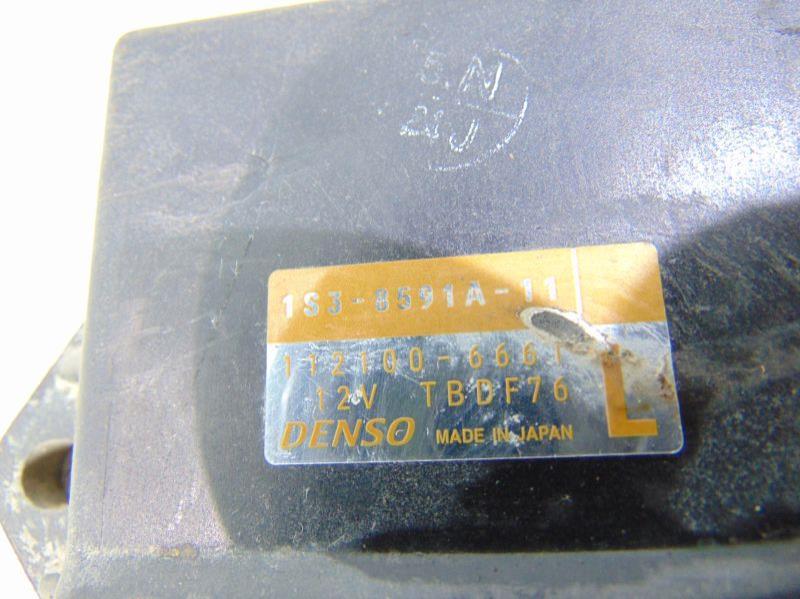 1S3-8591A-11
112100-6661
12V TBDF76
L
DENSO MADE IN JAPAN